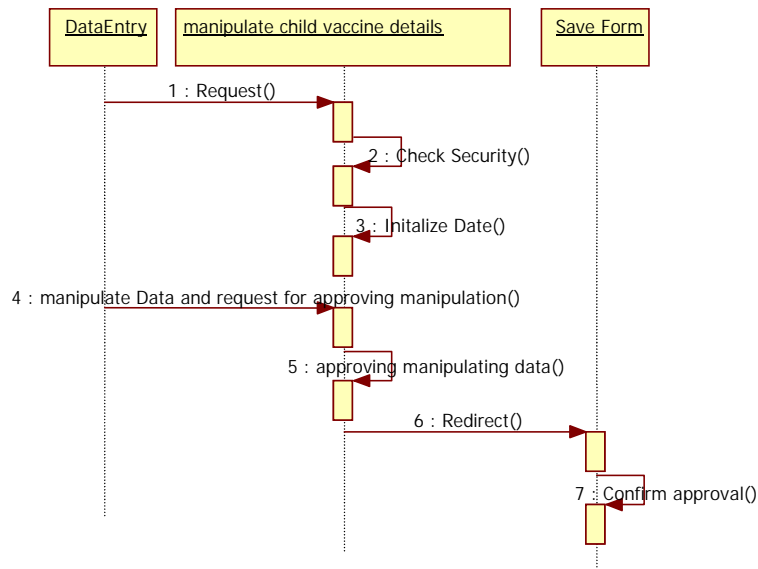 DataEntry
manipulate child vaccine details
Save Form
1 : Request()
2 : Check Security()
3 : Initalize Date()
4 : manipulate Data and request for approving manipulation()
5 : approving manipulating data()
6 : Redirect()
7 : Confirm approval()